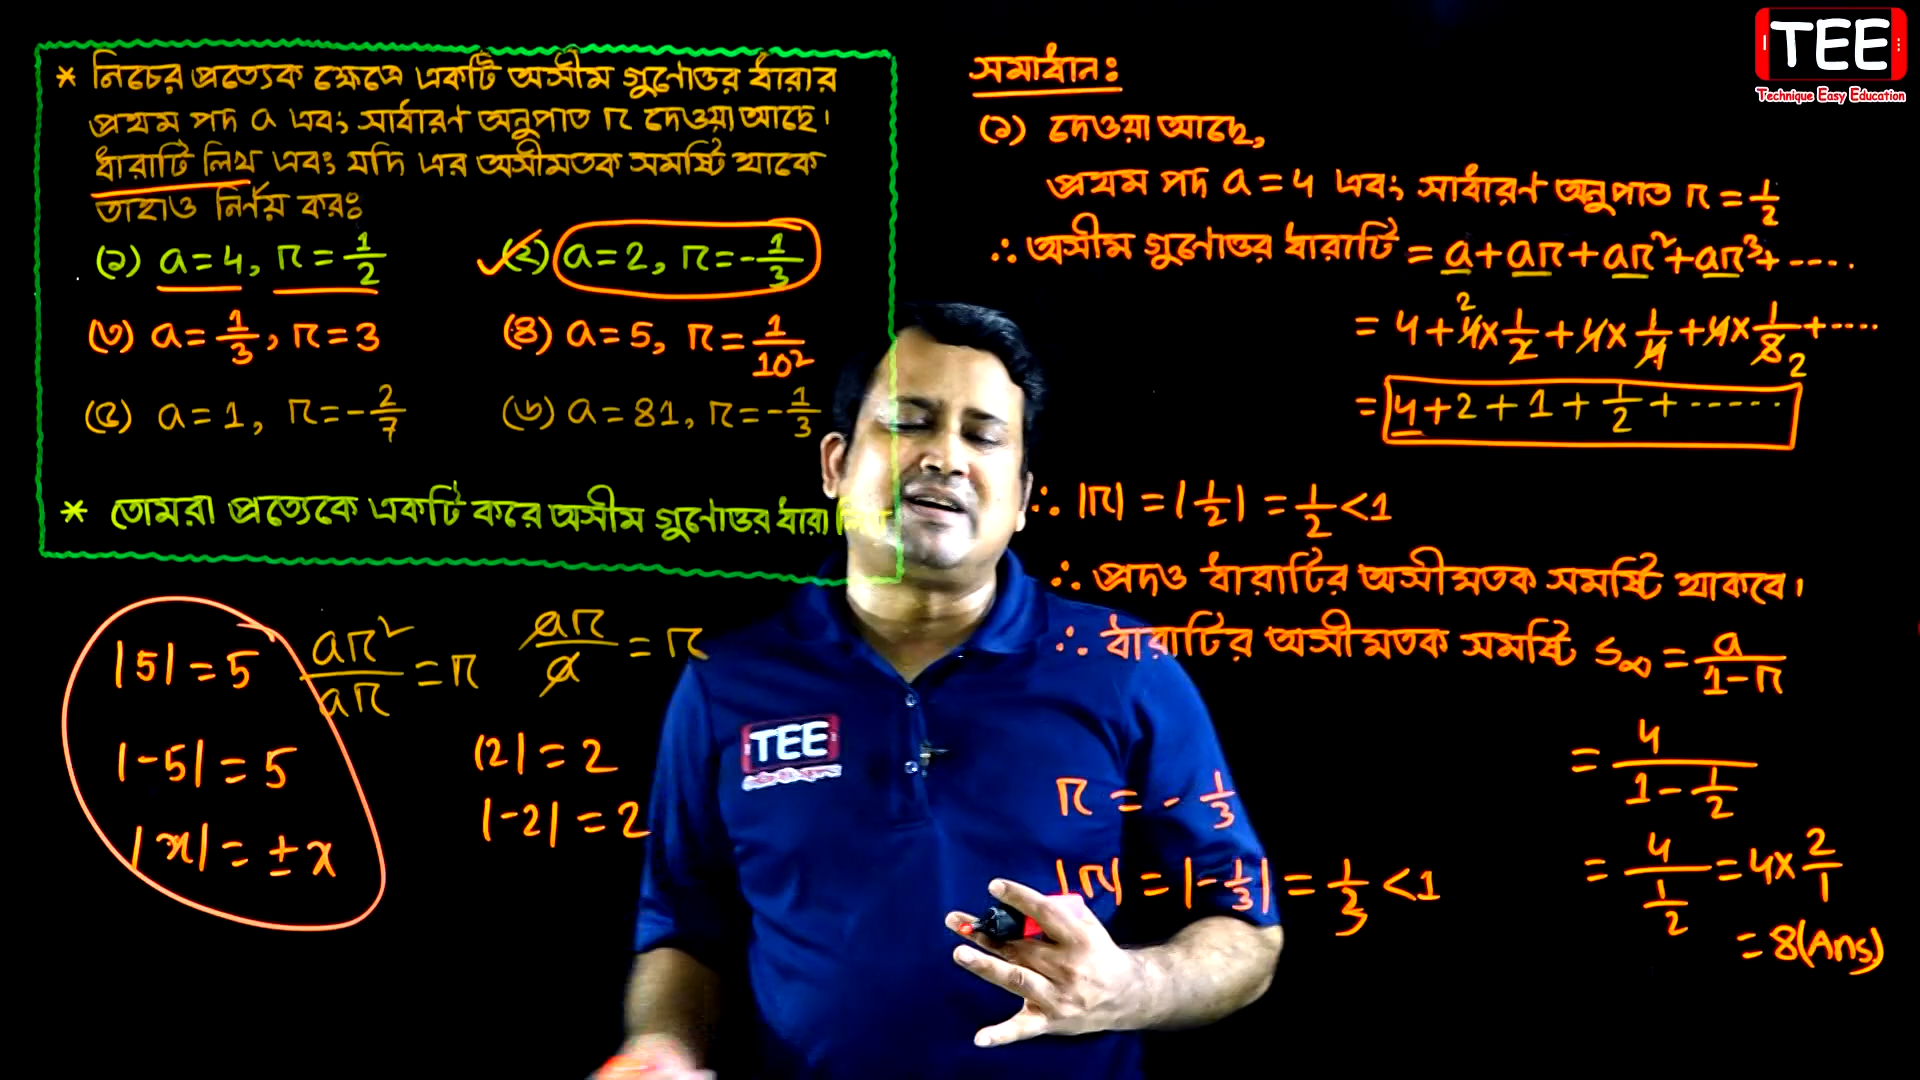 TEE
Technique Easy Education
* নিচের প্রত্যেক ক্ষেত্রে একটি অসীম গুণোত্তর ধারার
প্রথম পদ a এবং সাধারণ অনুপাত r দেওয়া আছে।
ধারাটি লিখ এবং যদি এর অসীমতক সমষ্টি থাকে
তাহাও নির্ণয় করঃ
(১) a=4, r=1/2
(২) a=2, r=-1/3
(৩) a=1/3, r=3
(৪) a=5, r=1/10²
(৫) a=1, r=-2/7
(৬) a=81, r=-1/3
* তোমরা প্রত্যেকে একটি করে অসীম গুণোত্তর ধারা
|5|=5
|-5|=5
|x|=±x
ar²/ar=r
ar/a=r
|2|=2
|-2|=2
সমাধানঃ
(১) দেওয়া আছে,
প্রথম পদ a=4 এবং সাধারণ অনুপাত r=1/2
∴ অসীম গুণোত্তর ধারাটি = a+ar+ar²+ar³+----.
= 4+4×1/2+4×1/4+4×1/8+----
2
2
= 4+2+1+1/2+-----
∴ |r|=|1/2|=1/2<1
∴ প্রদও ধারাটির অসীমতক সমষ্টি থাকবে।
∴ ধারাটির অসীমতক সমষ্টি S∞=a/1-r
= 4/1-1/2
= 4/1/2=4×2/1
= 8(Ans)
r=-1/3
|r|=|-1/3|=1/3<1
TEE